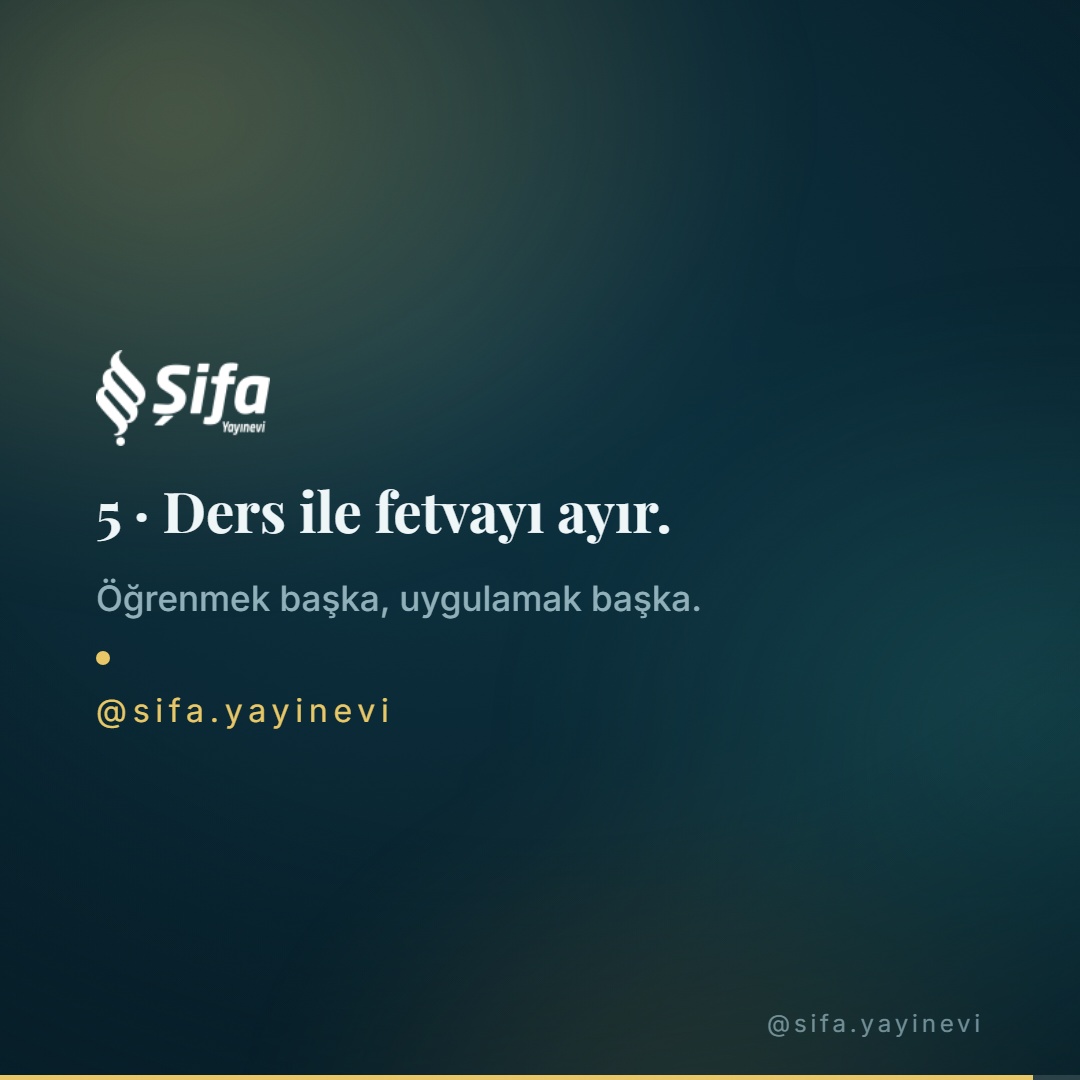 Şifa
Yayınevi
5 · Ders ile fetvayı ayır.
Öğrenmek başka, uygulamak başka.
@sifa.yayinevi
@sifa.yayinevi